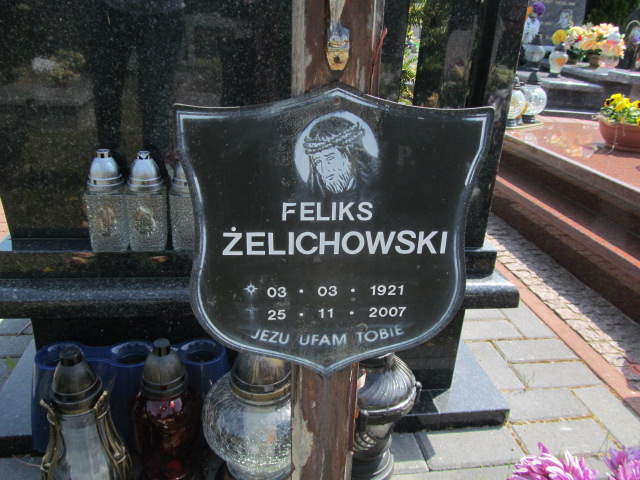 FELIKS
ŻELICHOWSKI
03 · 03 · 1921
25 · 11 · 2007
JEZU UFAM TOBIE